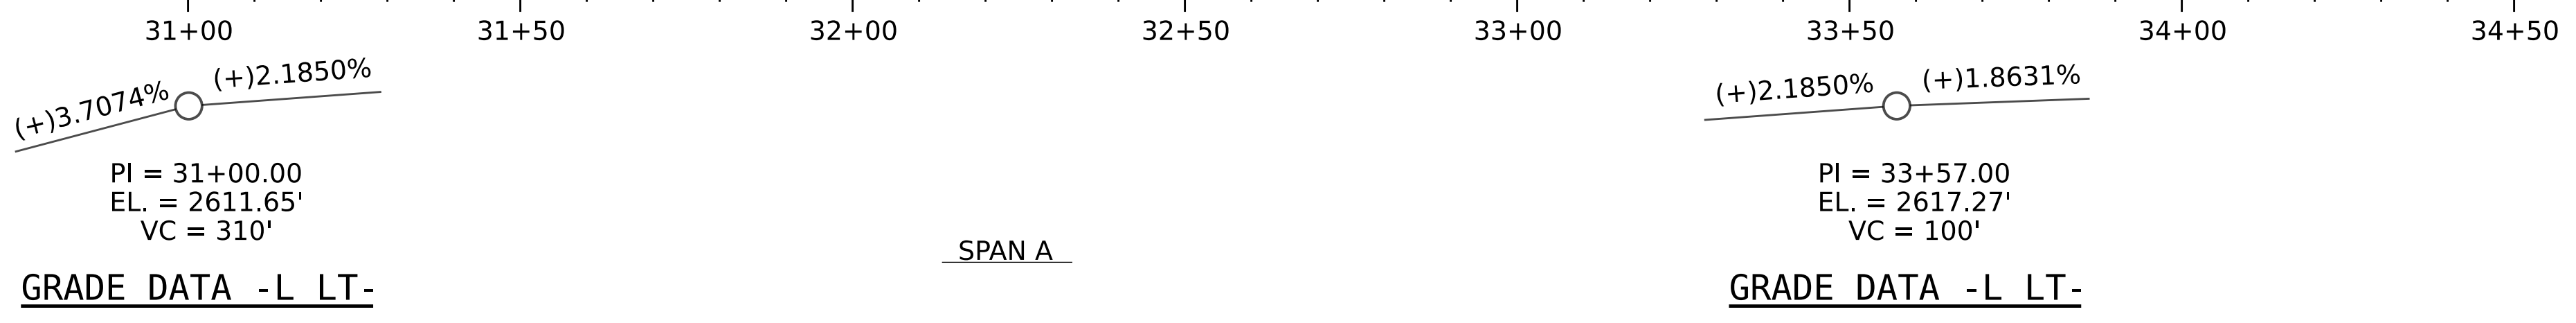 31+00 31+50 32+00 32+50 33+00 33+50 34+00 34+50
(+)3.7074% (+)2.1850%
PI = 31+00.00
EL. = 2611.65'
VC = 310'
GRADE DATA -L LT-
SPAN A
(+)2.1850% (+)1.8631%
PI = 33+57.00
EL. = 2617.27'
VC = 100'
GRADE DATA -L LT-